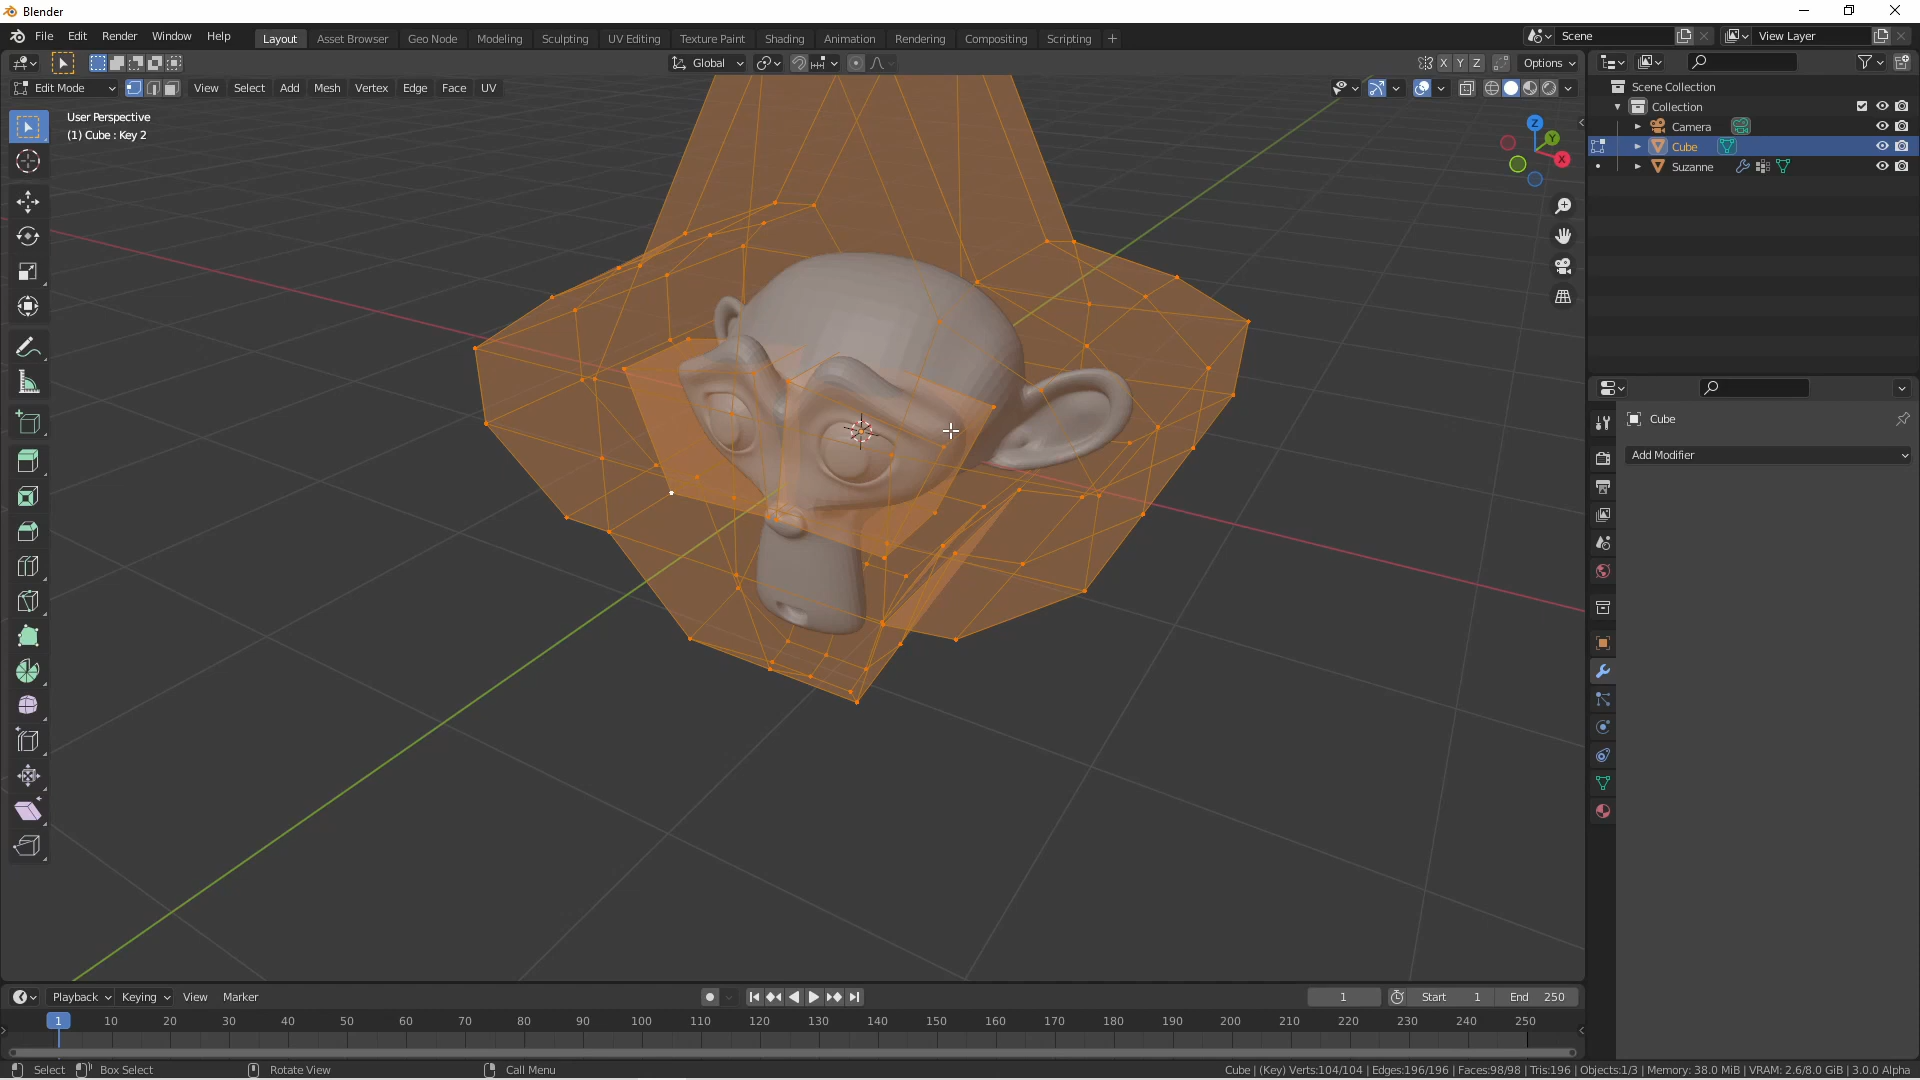 Blender
File Edit Render Window Help Layout Asset Browser Geo Node Modeling Sculpting UV Editing Texture Paint Shading Animation Rendering Compositing Scripting + Scene View Layer
Global X Y Z Options
Edit Mode View Select Add Mesh Vertex Edge Face UV
User Perspective
(1) Cube : Key 2
Z
Y
X
Scene Collection
Collection
Camera
Cube
Suzanne
Cube
Add Modifier
Playback Keying View Marker 1 Start 1 End 250
1 10 20 30 40 50 60 70 80 90 100 110 120 130 140 150 160 170 180 190 200 210 220 230 240 250
Select Box Select Rotate View Call Menu Cube | (Key) Verts:104/104 | Edges:196/196 | Faces:98/98 | Tris:196 | Objects:1/3 | Memory: 38.0 MiB | VRAM: 2.6/8.0 GiB | 3.0.0 Alpha